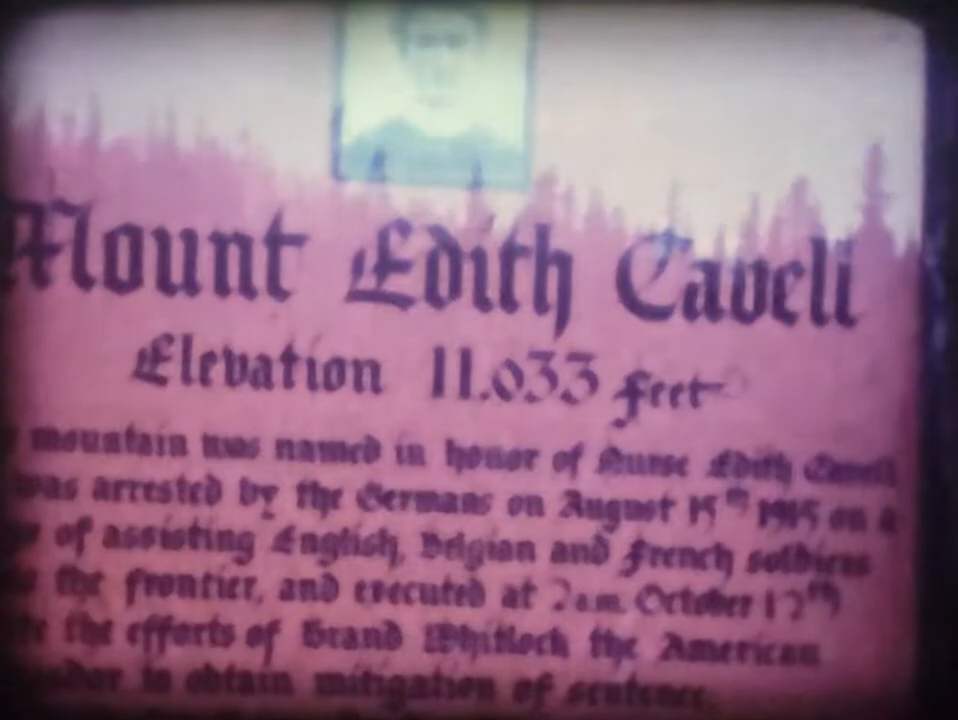 Mount Edith Cavell
Elevation 11.033 feet
mountain was named in honor of Nurse Edith Cavell
was arrested by the Germans on August 15th 1915 on a
of assisting English, Belgian and French soldiers
the frontier, and executed at 2am. October 12th
the efforts of Brand Whitlock the American
to obtain mitigation of sentence.